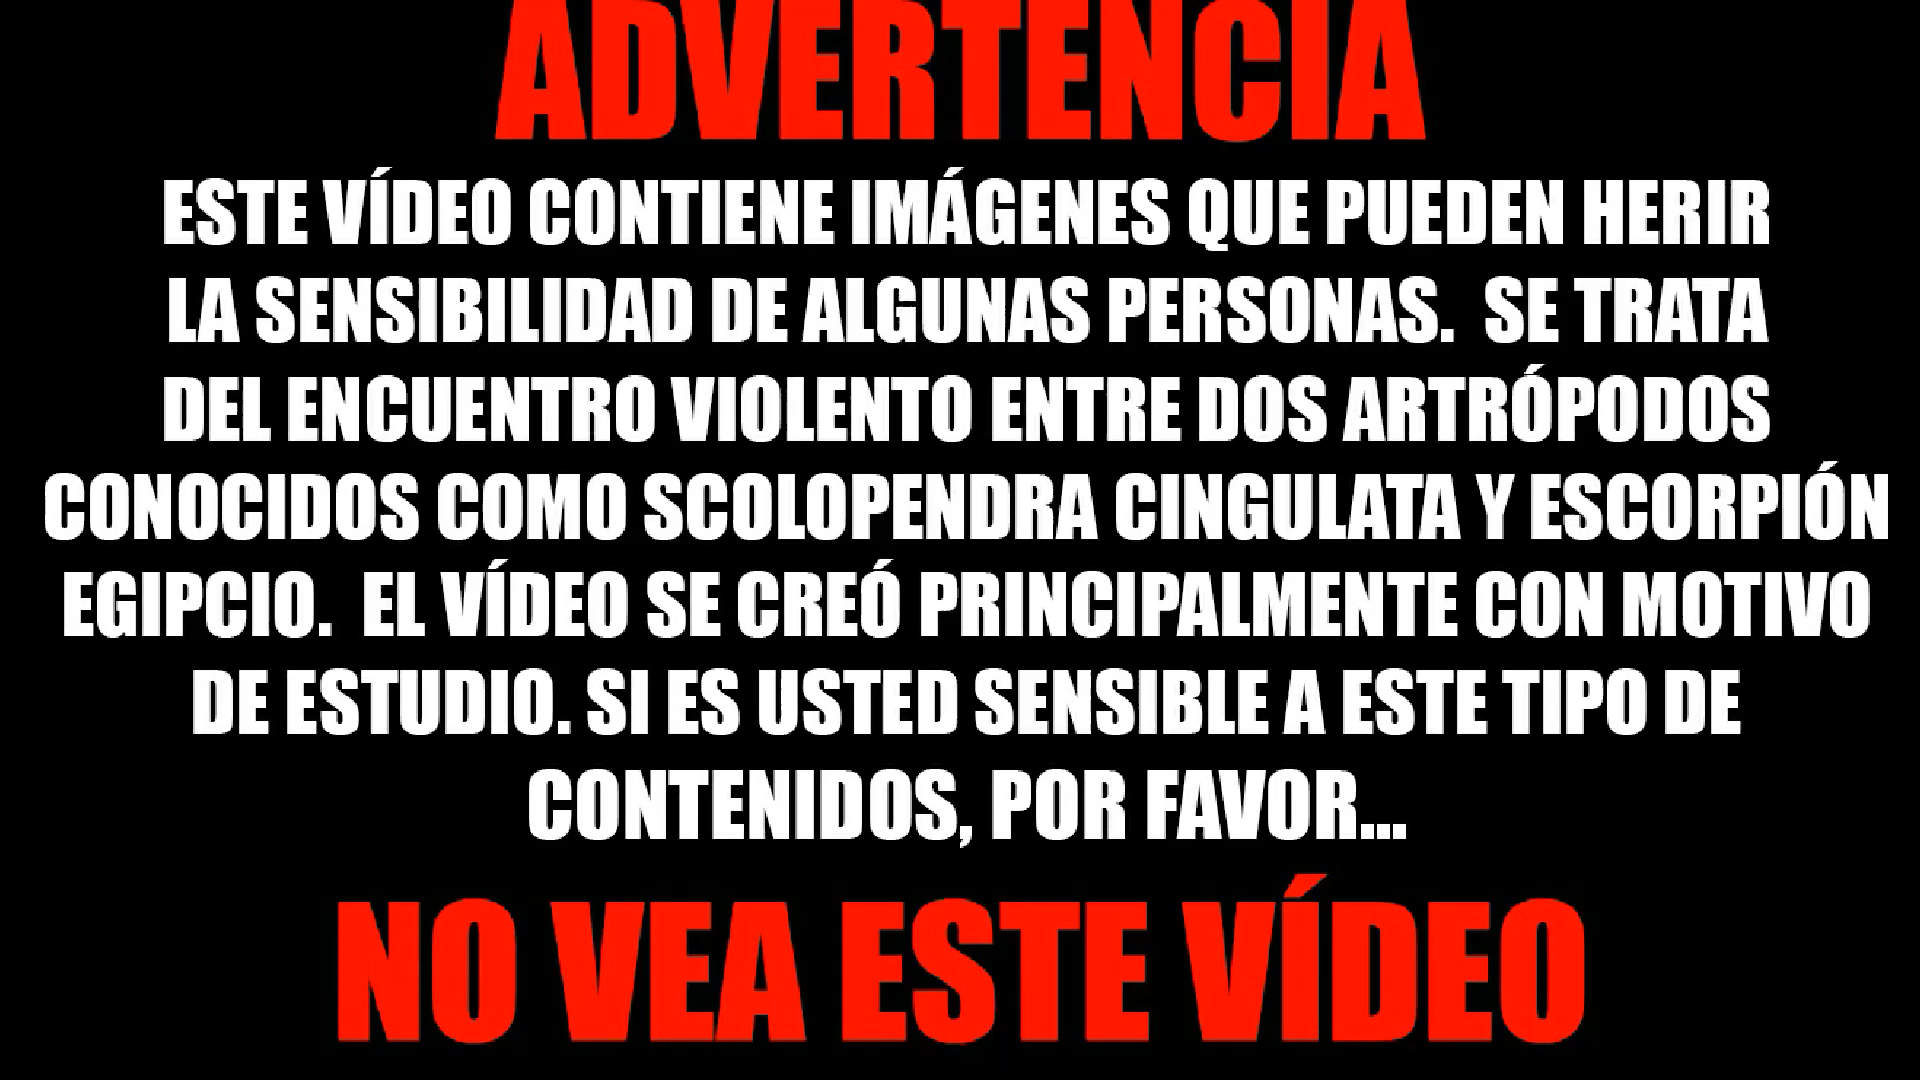 ADVERTENCIA
ESTE VÍDEO CONTIENE IMÁGENES QUE PUEDEN HERIR
LA SENSIBILIDAD DE ALGUNAS PERSONAS.  SE TRATA
DEL ENCUENTRO VIOLENTO ENTRE DOS ARTRÓPODOS
CONOCIDOS COMO SCOLOPENDRA CINGULATA Y ESCORPIÓN
EGIPCIO.  EL VÍDEO SE CREÓ PRINCIPALMENTE CON MOTIVO
DE ESTUDIO. SI ES USTED SENSIBLE A ESTE TIPO DE
CONTENIDOS, POR FAVOR...
NO VEA ESTE VÍDEO